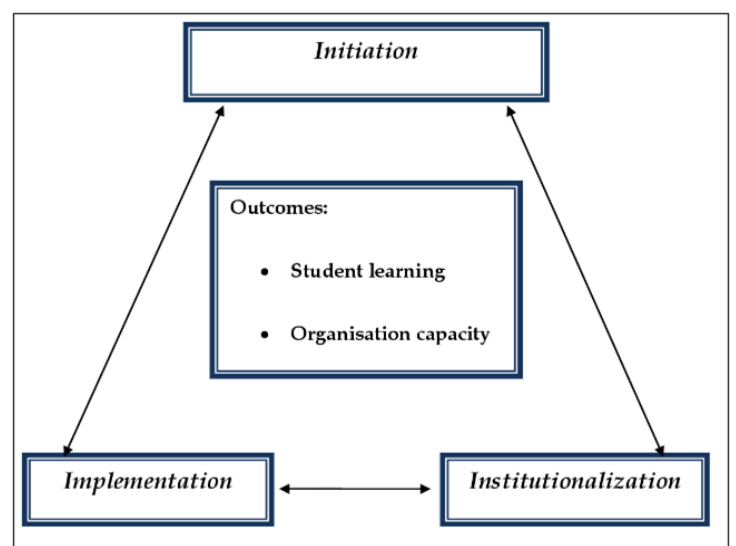 Initiation
Outcomes:
• Student learning
• Organisation capacity
Implementation
Institutionalization